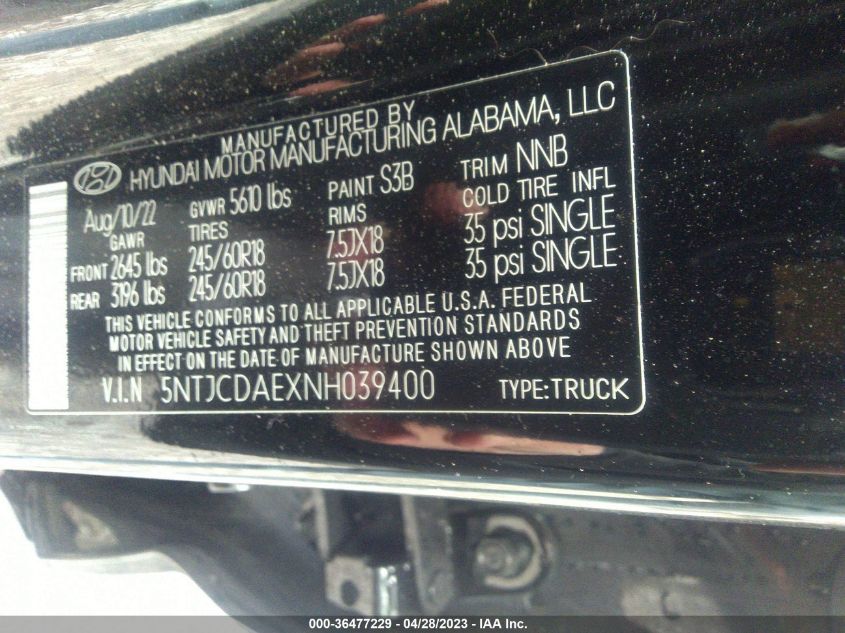 MANUFACTURED BY
HYUNDAI MOTOR MANUFACTURING ALABAMA, LLC
Aug/10/22 GVWR 5610 lbs PAINT S3B TRIM NNB
GAWR TIRES RIMS COLD TIRE INFL
FRONT 2645 lbs 245/60R18 7.5JX18 35 psi SINGLE
REAR 3196 lbs 245/60R18 7.5JX18 35 psi SINGLE
THIS VEHICLE CONFORMS TO ALL APPLICABLE U.S.A. FEDERAL
MOTOR VEHICLE SAFETY AND THEFT PREVENTION STANDARDS
IN EFFECT ON THE DATE OF MANUFACTURE SHOWN ABOVE
V.I.N 5NTJCDAEXNH039400 TYPE:TRUCK
000-36477229 - 04/28/2023 - IAA Inc.